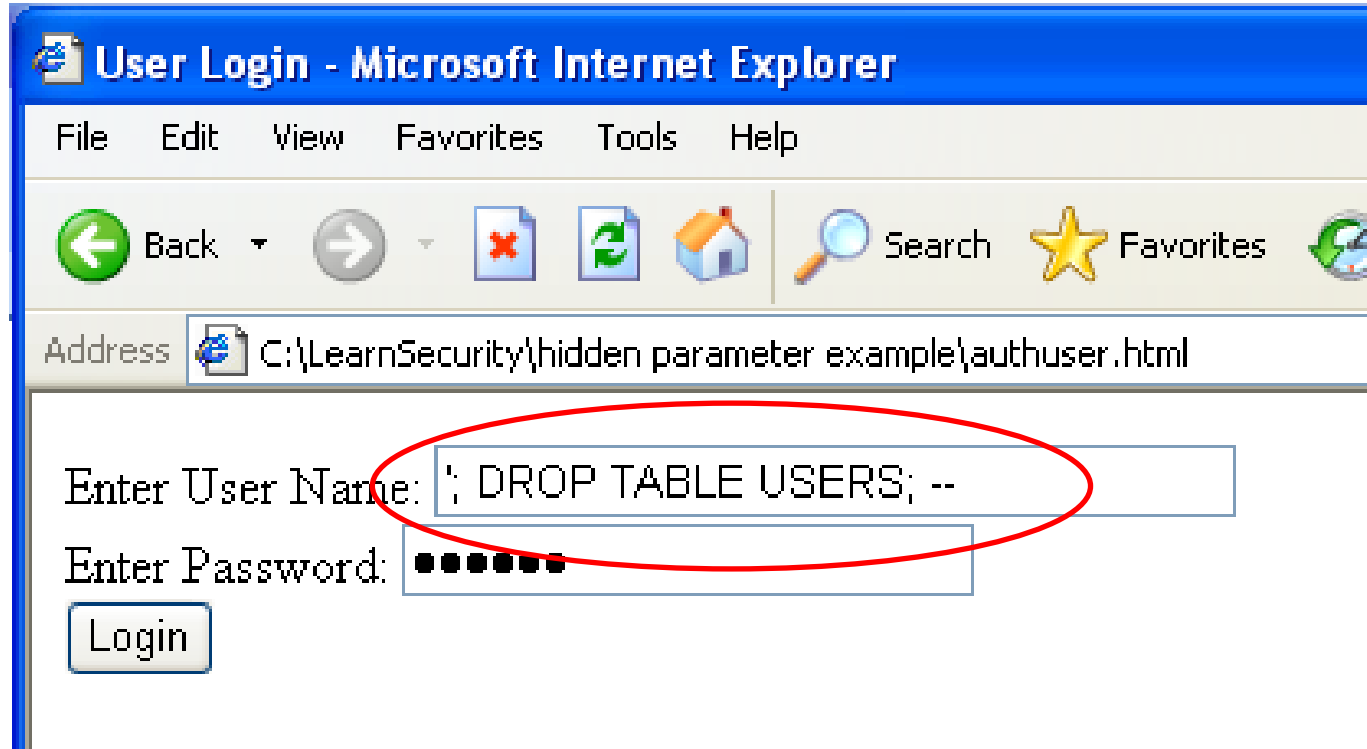 User Login - Microsoft Internet Explorer
File Edit View Favorites Tools Help
Back Search Favorites
Address C:\LearnSecurity\hidden parameter example\authuser.html
Enter User Name: '; DROP TABLE USERS; --
Enter Password: ●●●●●●
Login